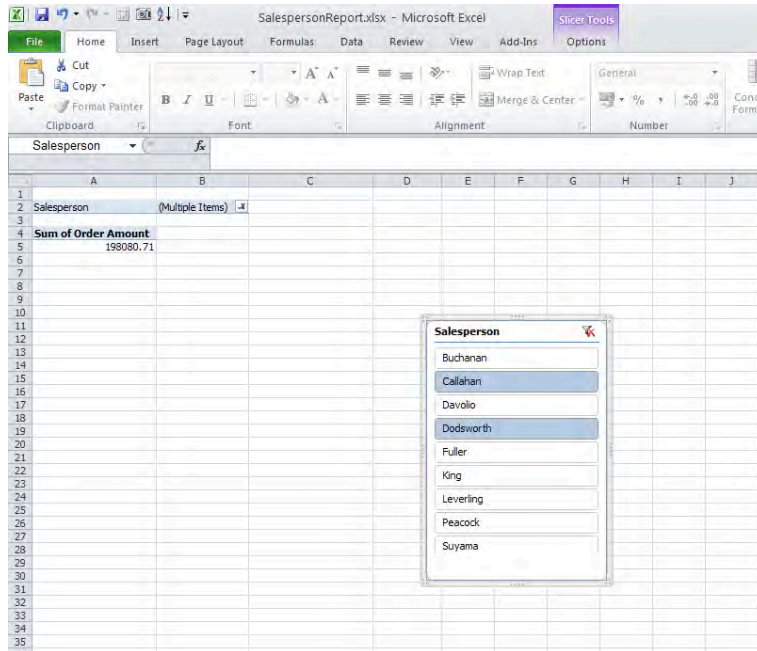 SalespersonReport.xlsx - Microsoft Excel
Slicer Tools
File Home Insert Page Layout Formulas Data Review View Add-Ins Options
Paste
Cut
Copy
Format Painter
Clipboard
B I U
A A A
Font
Wrap Text
Merge & Center
Alignment
General
% , .00
Number
Con
Form
Salesperson fx
A B C D E F G H I J
1
2 Salesperson (Multiple Items)
3
4 Sum of Order Amount
5 198080.71
6
7
8
9
10
11
12
13
14
15
16
17
18
19
20
21
22
23
24
25
26
27
28
29
30
31
32
33
34
35
Salesperson
Buchanan
Callahan
Davolio
Dodsworth
Fuller
King
Leverling
Peacock
Suyama